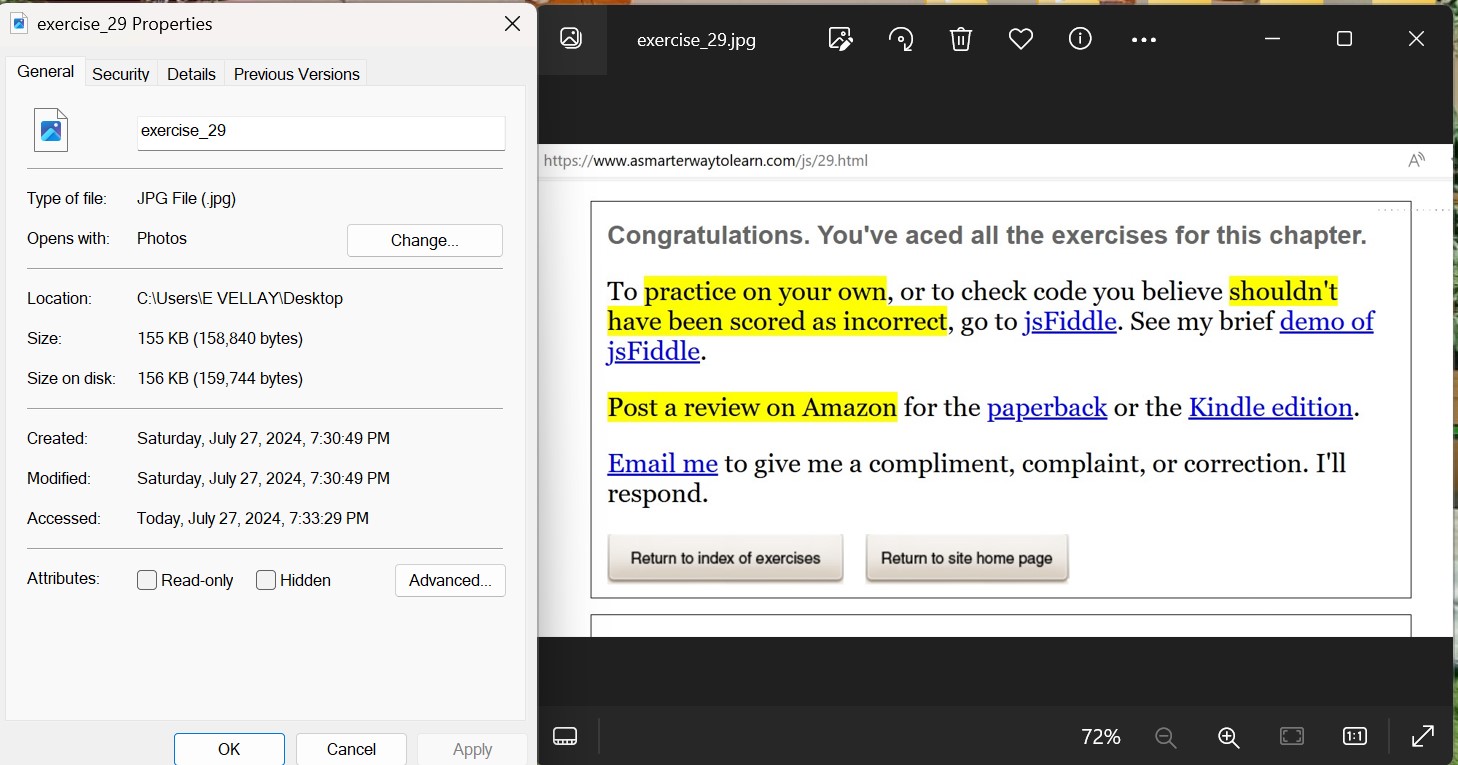 exercise_29 Properties
General
Security
Details
Previous Versions
exercise_29
Type of file:
JPG File (.jpg)
Opens with:
Photos
Change...
Location:
C:\Users\E VELLAY\Desktop
Size:
155 KB (158,840 bytes)
Size on disk:
156 KB (159,744 bytes)
Created:
Saturday, July 27, 2024, 7:30:49 PM
Modified:
Saturday, July 27, 2024, 7:30:49 PM
Accessed:
Today, July 27, 2024, 7:33:29 PM
Attributes:
Read-only
Hidden
Advanced...
OK
Cancel
Apply
exercise_29.jpg
https://www.asmarterwaytolearn.com/js/29.html
A
Congratulations. You've aced all the exercises for this chapter.
To practice on your own, or to check code you believe shouldn't
have been scored as incorrect, go to jsFiddle. See my brief demo of
jsFiddle.
Post a review on Amazon for the paperback or the Kindle edition.
Email me to give me a compliment, complaint, or correction. I'll
respond.
Return to index of exercises
Return to site home page
72%
1:1